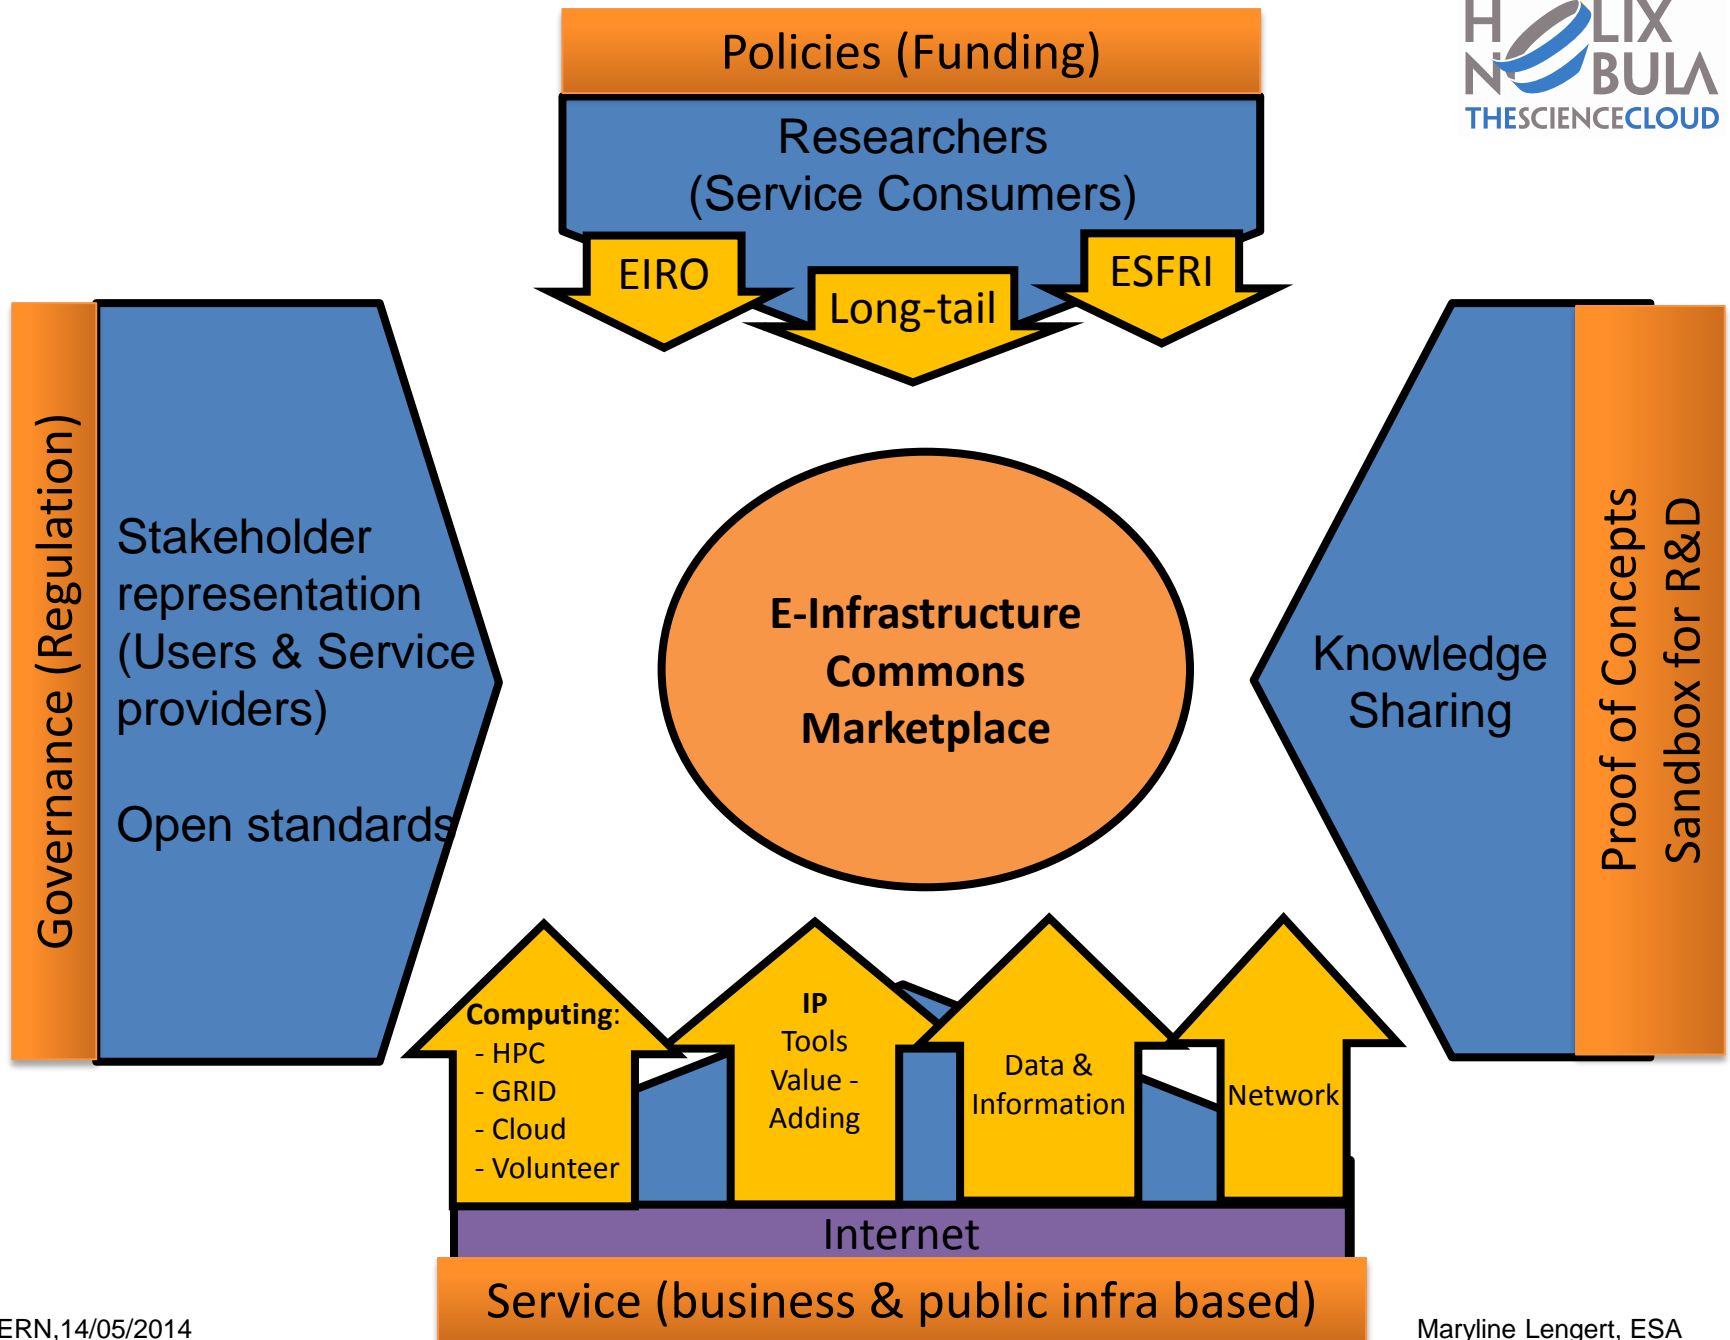 Policies (Funding)
HELIX
NEBULA
THESCIENCECLOUD
Researchers
(Service Consumers)
EIRO
Long-tail
ESFRI
Governance (Regulation)
Stakeholder
representation
(Users & Service
providers)
Open standards
E-Infrastructure
Commons
Marketplace
Knowledge
Sharing
Proof of Concepts
Sandbox for R&D
Computing:
- HPC
- GRID
- Cloud
- Volunteer
IP
Tools
Value -
Adding
Data &
Information
Network
Internet
Service (business & public infra based)
ERN,14/05/2014
Maryline Lengert, ESA